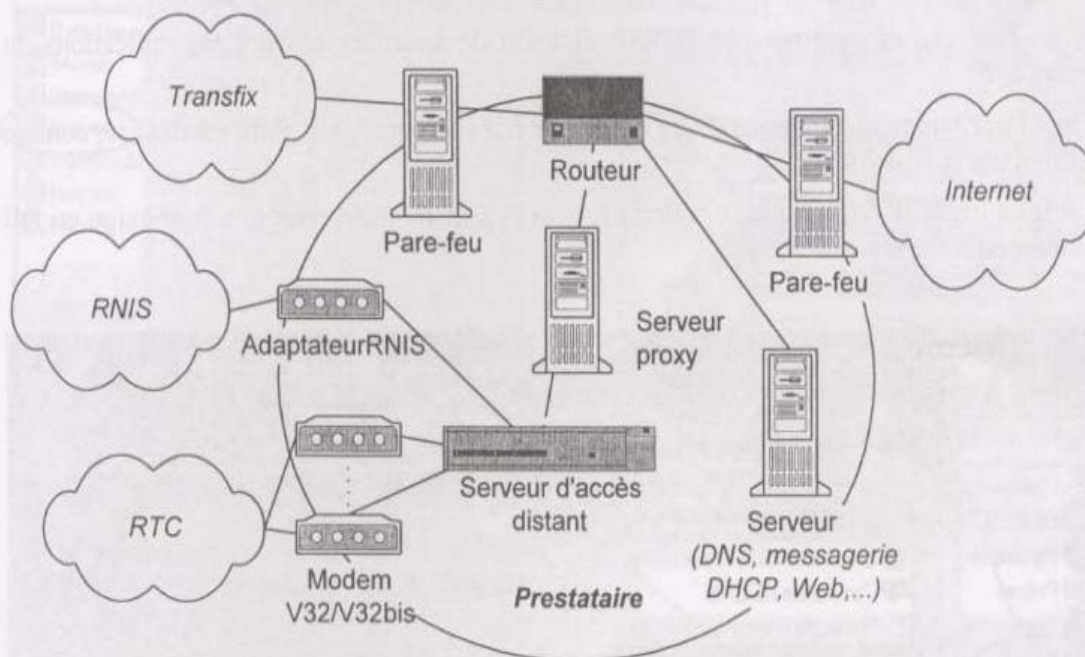 Transfix
Routeur
Internet
Pare-feu
Pare-feu
RNIS
AdaptateurRNIS
Serveur
proxy
Serveur d'accès
distant
RTC
Modem
V32/V32bis
Prestataire
Serveur
(DNS, messagerie
DHCP, Web,...)